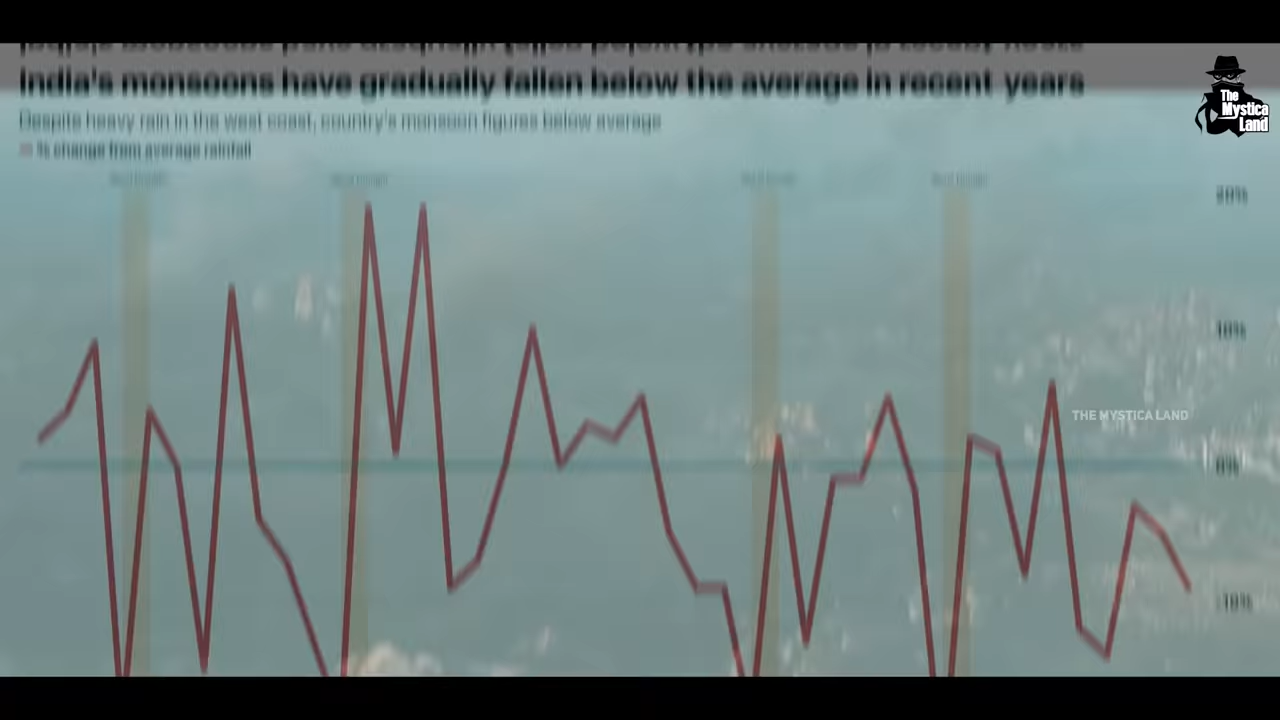 India's monsoons have gradually fallen below the average in recent years
Despite heavy rain in the west coast, country's monsoon figures below average
% change from average rainfall
20%
10%
THE MYSTICA LAND
0%
-10%
The
Mystica
Land